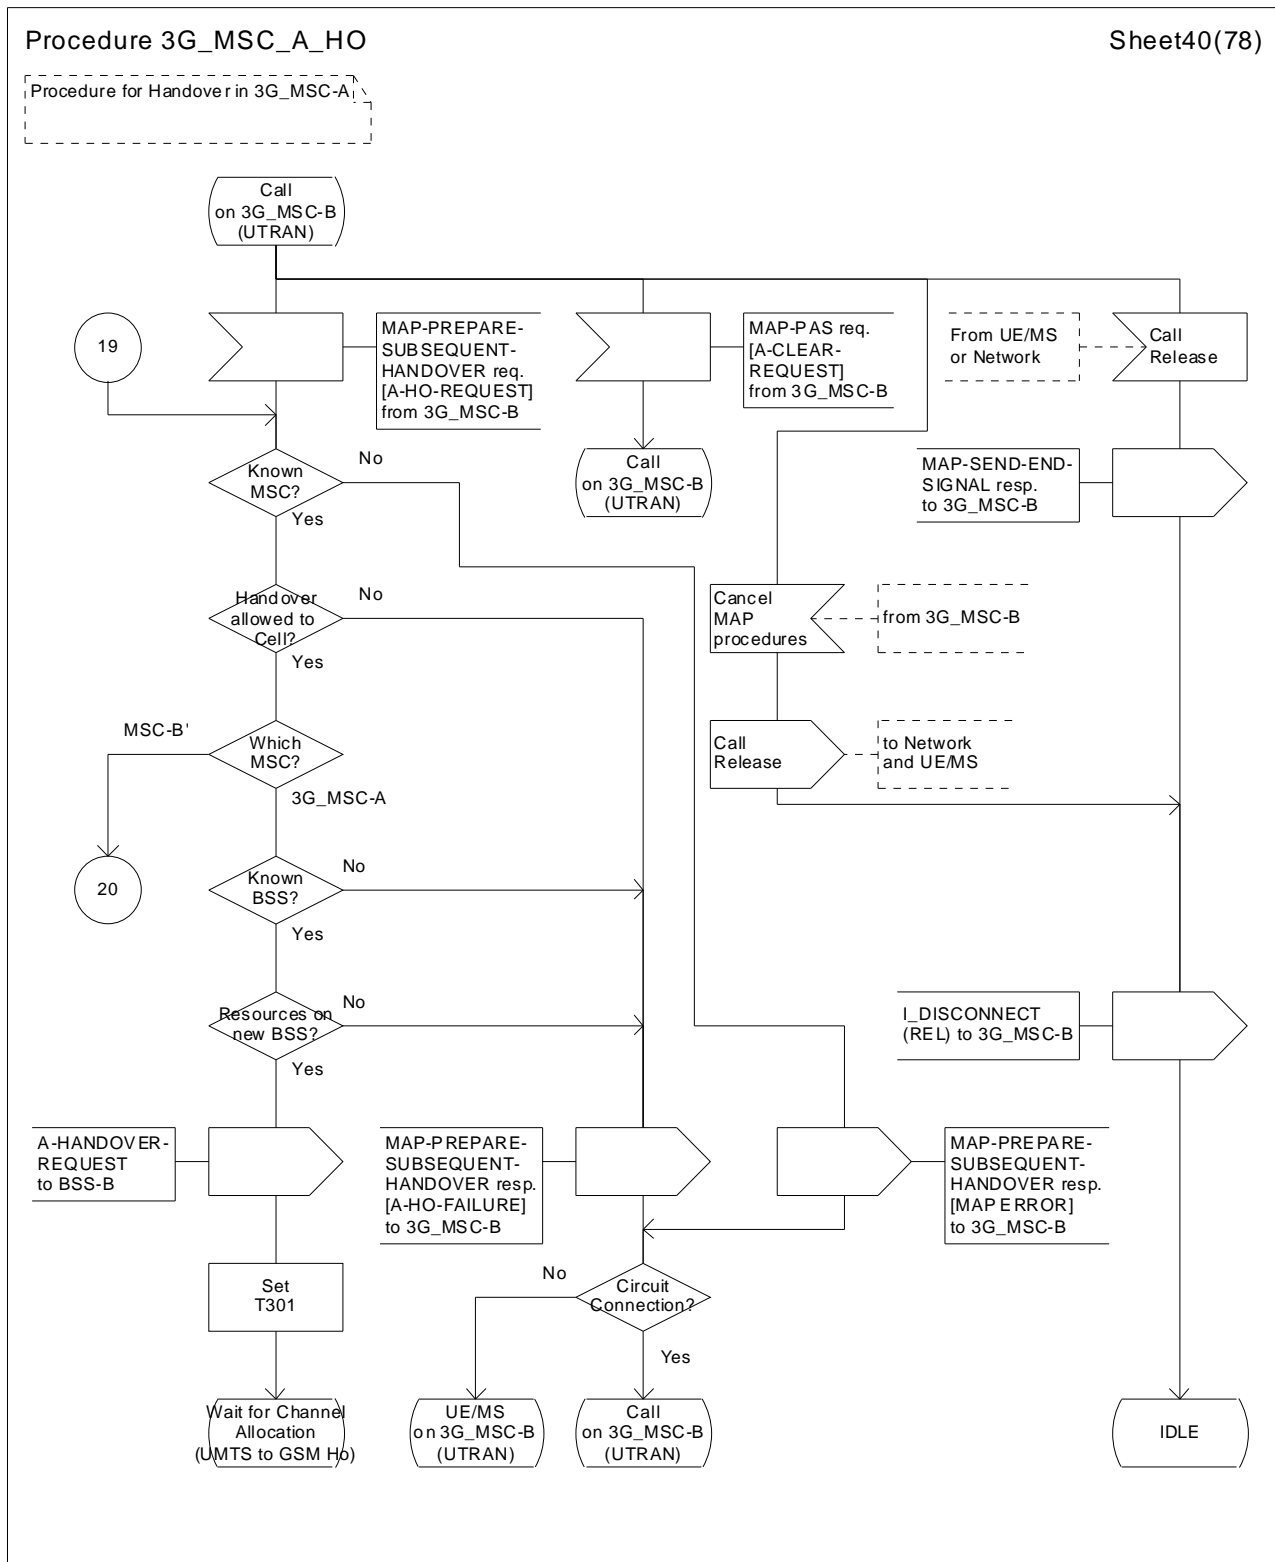 Procedure 3G_MSC_A_HO
Sheet40(78)
Procedure for Handover in 3G_MSC-A
Call
on 3G_MSC-B
(UTRAN)
19
MAP-PREPARE-
SUBSEQUENT-
HANDOVER req.
[A-HO-REQUEST]
from 3G_MSC-B
MAP-PAS req.
[A-CLEAR-
REQUEST]
from 3G_MSC-B
From UE/MS
or Network
Call
Release
Known
MSC?
No
Yes
Call
on 3G_MSC-B
(UTRAN)
MAP-SEND-END-
SIGNAL resp.
to 3G_MSC-B
Handover
allowed to
Cell?
No
Yes
Cancel
MAP
procedures
from 3G_MSC-B
MSC-B'
Which
MSC?
3G_MSC-A
Call
Release
to Network
and UE/MS
20
Known
BSS?
No
Yes
Resources on
new BSS?
No
Yes
I_DISCONNECT
(REL) to 3G_MSC-B
A-HANDOVER-
REQUEST
to BSS-B
MAP-PREPARE-
SUBSEQUENT-
HANDOVER resp.
[A-HO-FAILURE]
to 3G_MSC-B
MAP-PREPARE-
SUBSEQUENT-
HANDOVER resp.
[MAP ERROR]
to 3G_MSC-B
Set
T301
No
Circuit
Connection?
Yes
Wait for Channel
Allocation
(UMTS to GSM Ho)
UE/MS
on 3G_MSC-B
(UTRAN)
Call
on 3G_MSC-B
(UTRAN)
IDLE